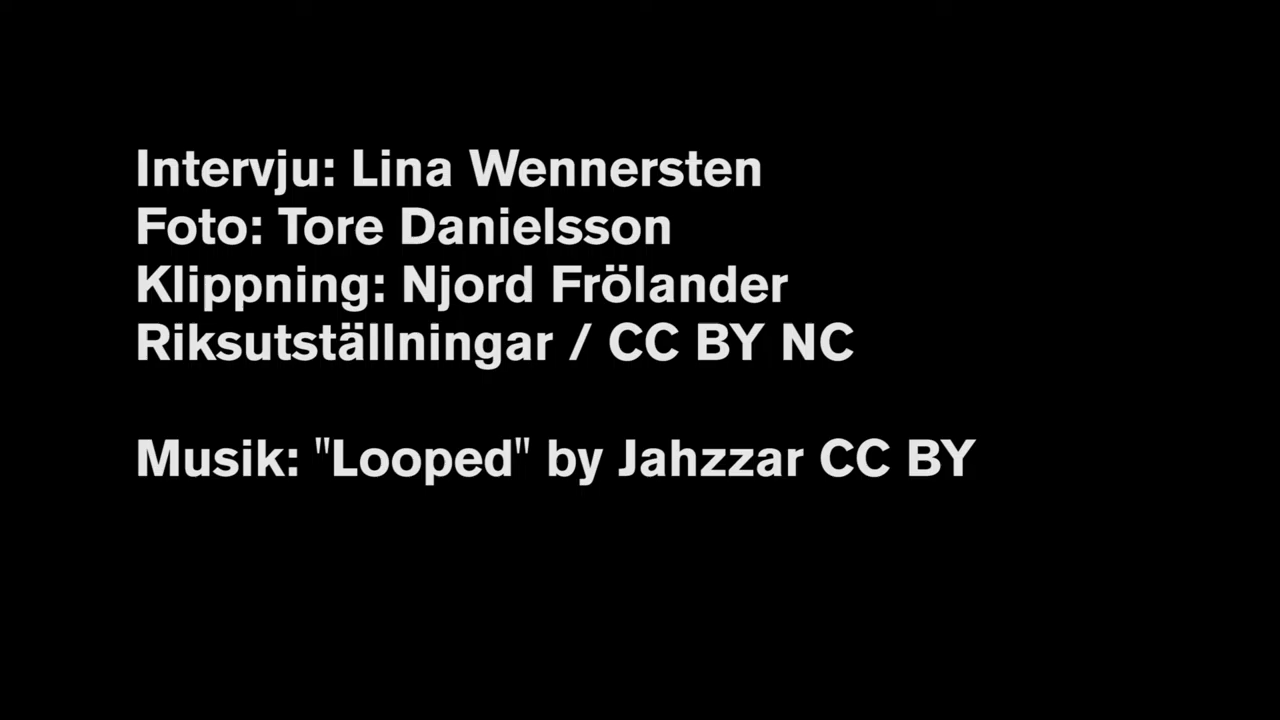 Intervju: Lina Wennersten
Foto: Tore Danielsson
Klippning: Njord Frölander
Riksutställningar / CC BY NC
Musik: "Looped" by Jahzzar CC BY